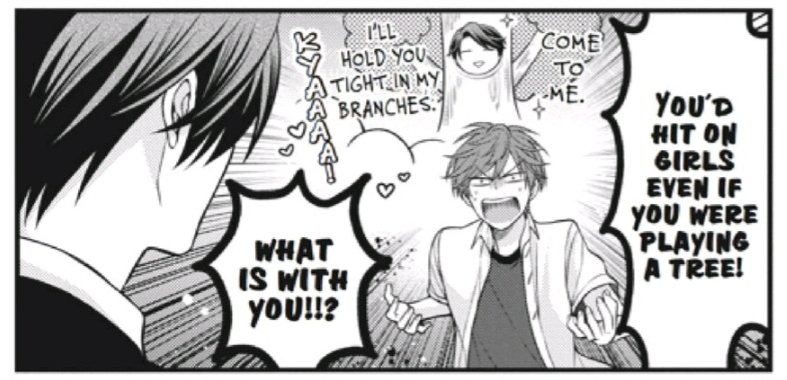 YOU'D
HIT ON
GIRLS
EVEN IF
YOU WERE
PLAYING
A TREE!
COME
TO
ME.
I'LL
HOLD YOU
TIGHT IN MY
BRANCHES.
KYAAAA!
WHAT
IS WITH
YOU!!?